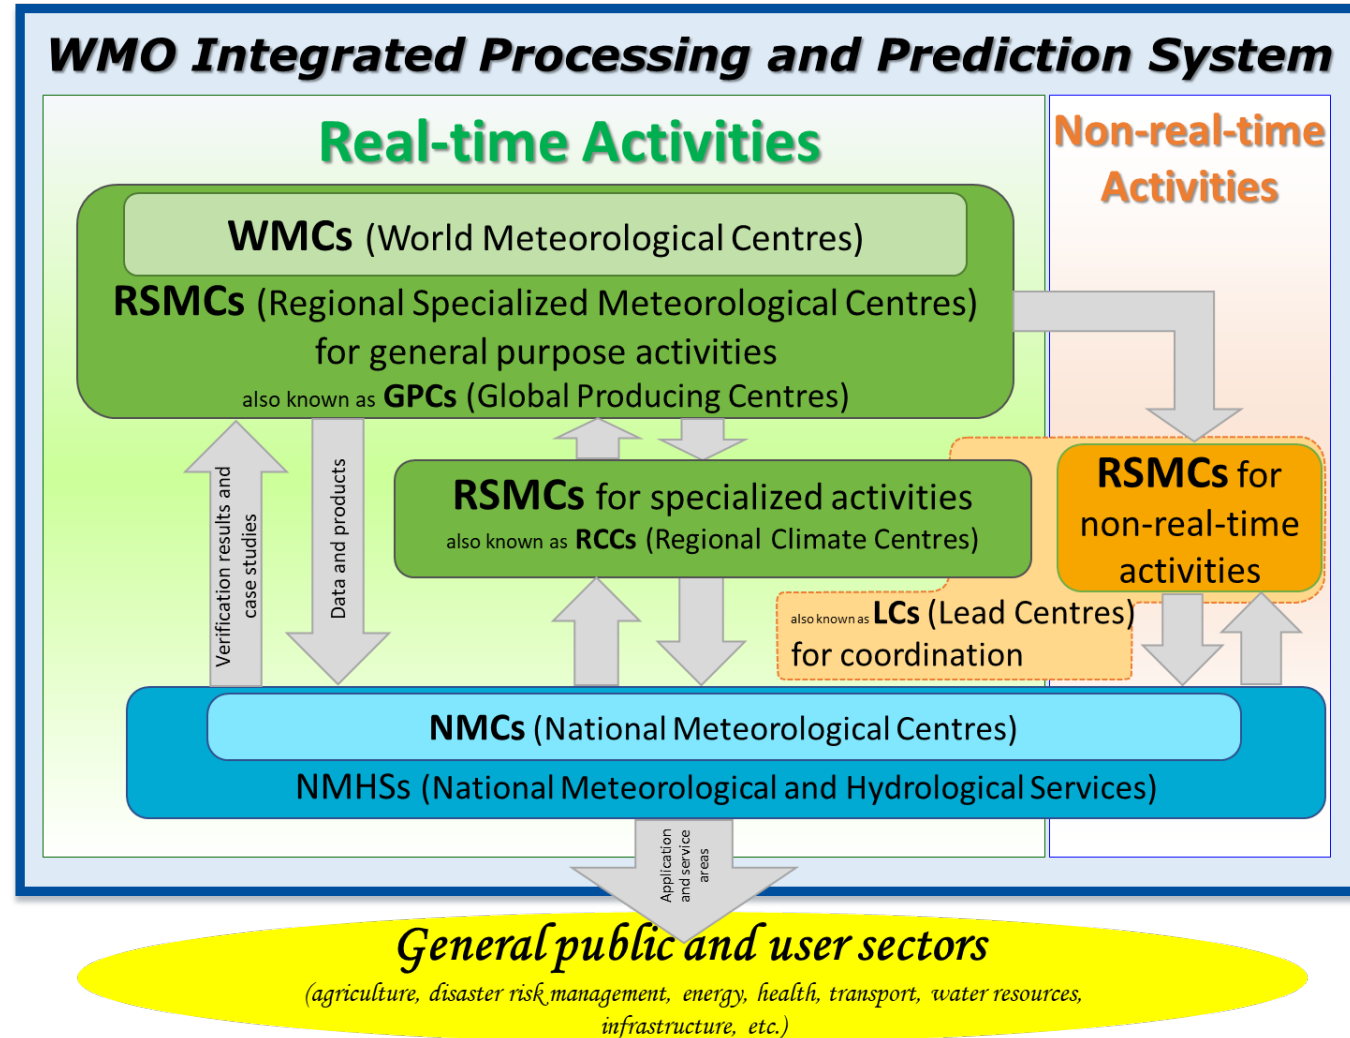 WMO Integrated Processing and Prediction System
Real-time Activities
Non-real-time
Activities
WMCs (World Meteorological Centres)
RSMCs (Regional Specialized Meteorological Centres)
for general purpose activities
also known as GPCs (Global Producing Centres)
Verification results and
case studies
Data and products
RSMCs for specialized activities
also known as RCCs (Regional Climate Centres)
RSMCs for
non-real-time
activities
also known as LCs (Lead Centres)
for coordination
NMCs (National Meteorological Centres)
NMHSs (National Meteorological and Hydrological Services)
Application
and service
areas
General public and user sectors
(agriculture, disaster risk management, energy, health, transport, water resources,
infrastructure, etc.)